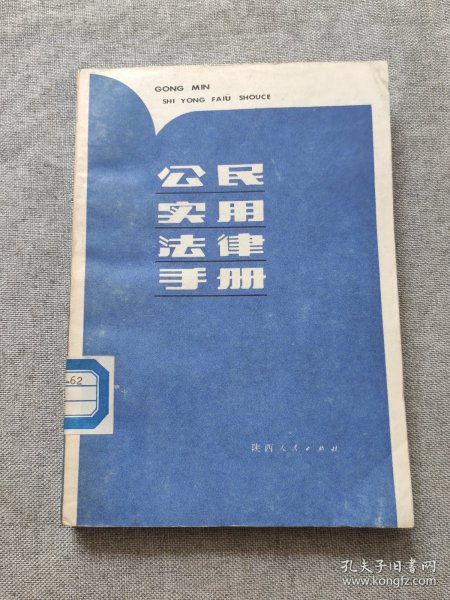 GONG MIN
SHI YONG FAIÜ SHOUCE
公民
实用
法律
手册
-62
陕西人民出版社
孔夫子旧书网
www.kongfz.com